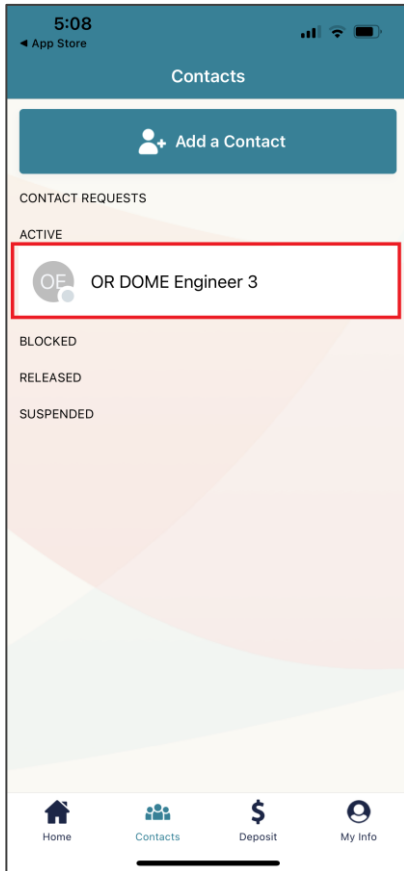 5:08
◀ App Store
Contacts
Add a Contact
CONTACT REQUESTS
ACTIVE
OE OR DOME Engineer 3
BLOCKED
RELEASED
SUSPENDED
Home Contacts Deposit My Info